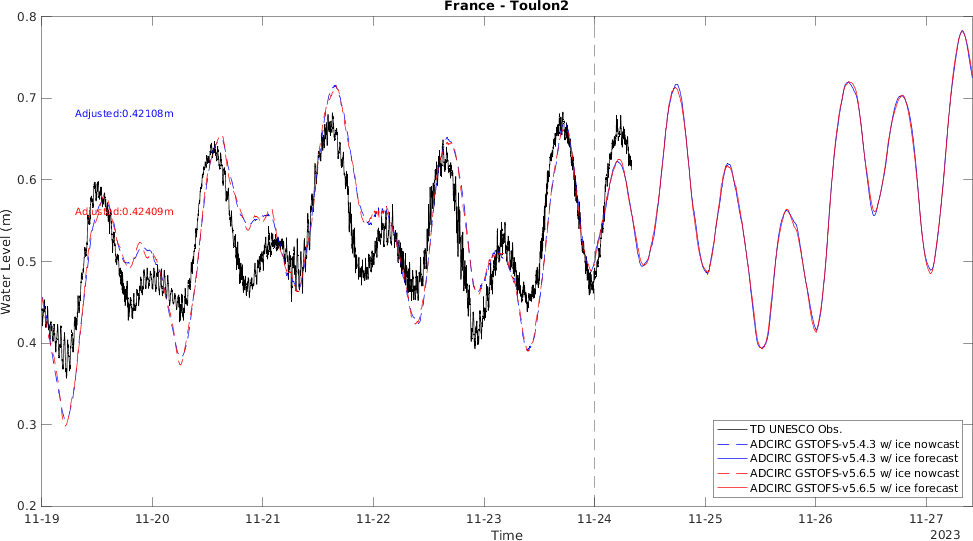 France - Toulon2
0.8
0.7
0.6
0.5
0.4
0.3
0.2
Water Level (m)
Adjusted:0.42108m
Adjusted:0.42409m
TD UNESCO Obs.
ADCIRC GSTOFS-v5.4.3 w/ ice nowcast
ADCIRC GSTOFS-v5.4.3 w/ ice forecast
ADCIRC GSTOFS-v5.6.5 w/ ice nowcast
ADCIRC GSTOFS-v5.6.5 w/ ice forecast
11-19 11-20 11-21 11-22 11-23 11-24 11-25 11-26 11-27
Time
2023